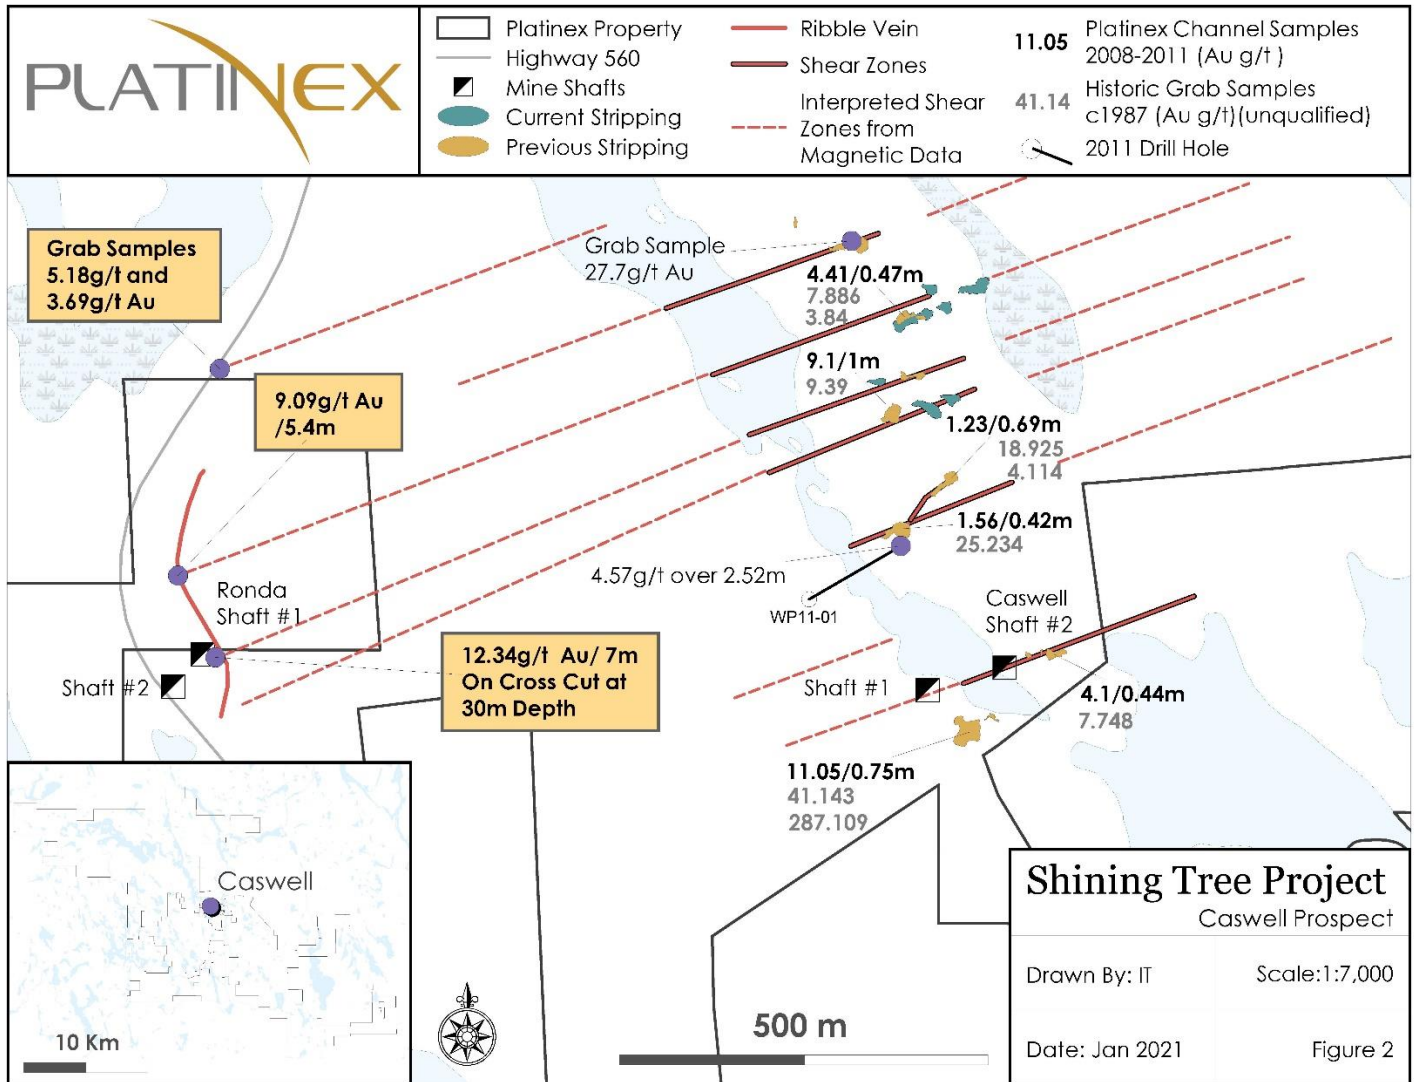 PLATINEX
Platinex Property
Highway 560
Mine Shafts
Current Stripping
Previous Stripping
Ribble Vein
Shear Zones
Interpreted Shear
Zones from
Magnetic Data
11.05 Platinex Channel Samples
2008-2011 (Au g/t )
41.14 Historic Grab Samples
c1987 (Au g/t)(unqualified)
2011 Drill Hole
Grab Samples
5.18g/t and
3.69g/t Au
Grab Sample
27.7g/t Au
4.41/0.47m
7.886
3.84
9.1/1m
9.39
9.09g/t Au
/5.4m
1.23/0.69m
18.925
4.114
1.56/0.42m
25.234
4.57g/t over 2.52m
WP11-01
Ronda
Shaft #1
Shaft #2
12.34g/t Au/ 7m
On Cross Cut at
30m Depth
Caswell
Shaft #2
Shaft #1
4.1/0.44m
7.748
11.05/0.75m
41.143
287.109
Caswell
10 Km
500 m
Shining Tree Project
Caswell Prospect
Drawn By: IT
Scale:1:7,000
Date: Jan 2021
Figure 2